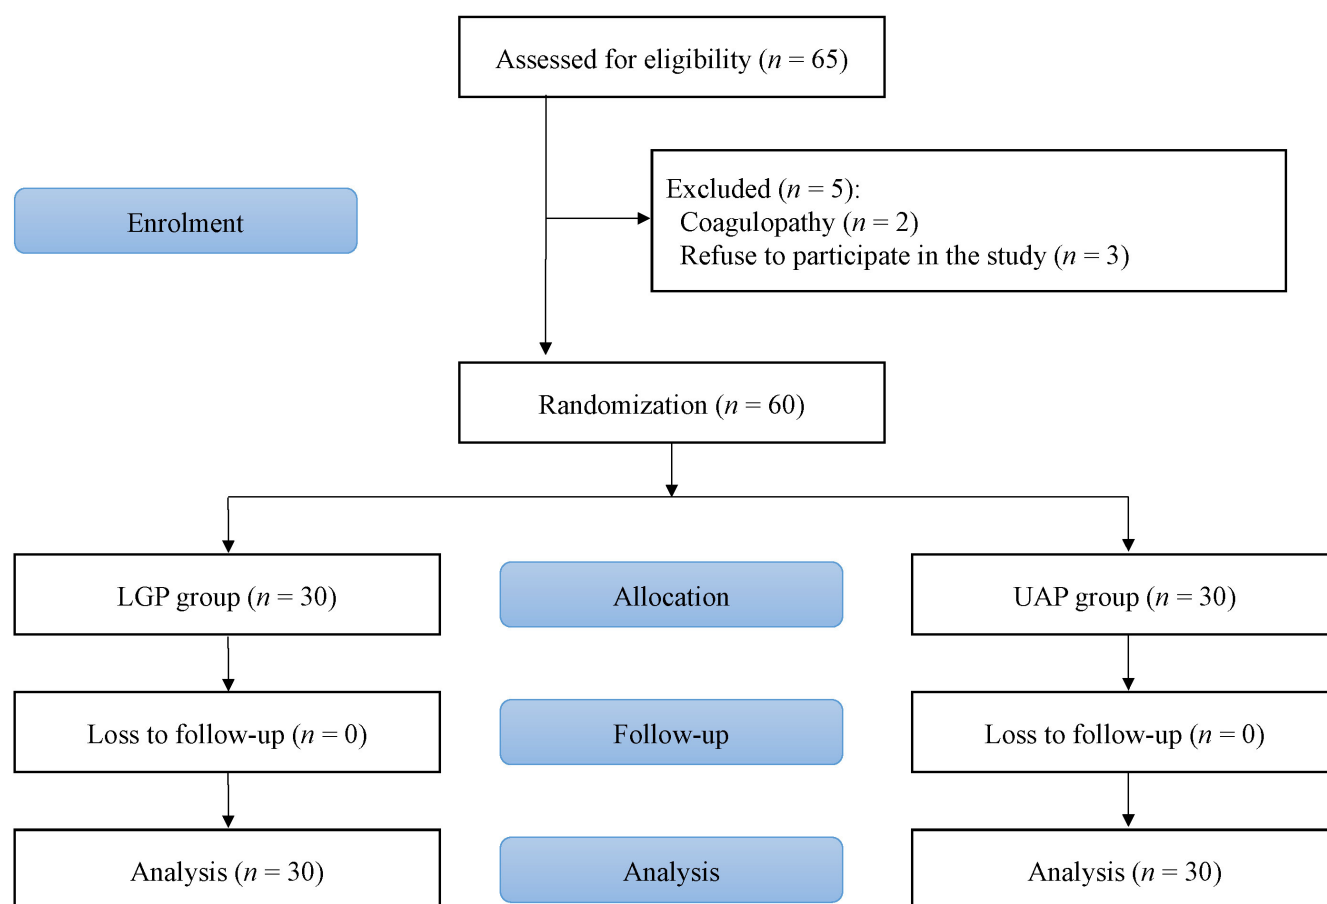 Assessed for eligibility (n = 65)
Enrolment
Excluded (n = 5):
Coagulopathy (n = 2)
Refuse to participate in the study (n = 3)
Randomization (n = 60)
LGP group (n = 30)
Allocation
UAP group (n = 30)
Loss to follow-up (n = 0)
Follow-up
Loss to follow-up (n = 0)
Analysis (n = 30)
Analysis
Analysis (n = 30)